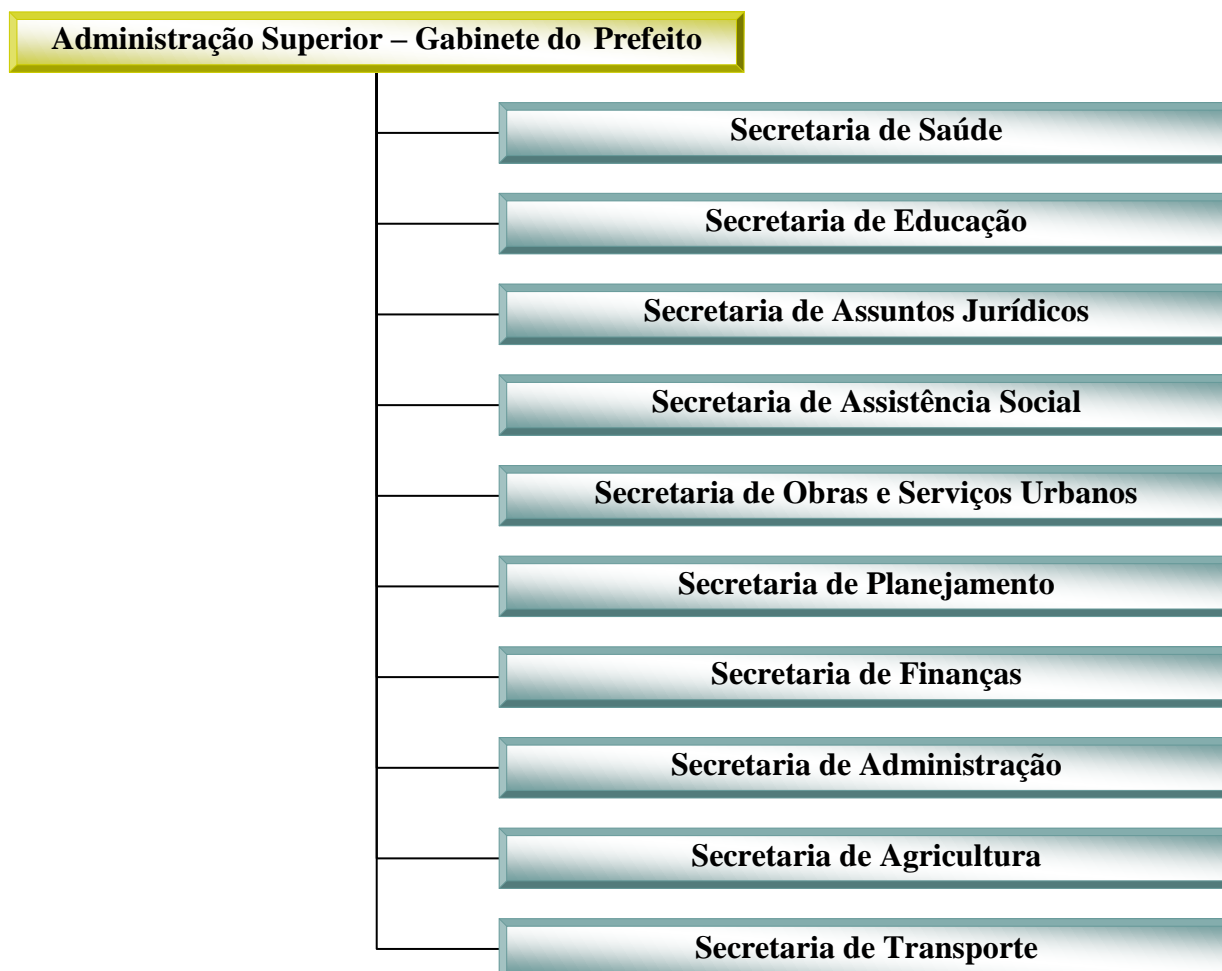 Administração Superior – Gabinete do Prefeito
Secretaria de Saúde
Secretaria de Educação
Secretaria de Assuntos Jurídicos
Secretaria de Assistência Social
Secretaria de Obras e Serviços Urbanos
Secretaria de Planejamento
Secretaria de Finanças
Secretaria de Administração
Secretaria de Agricultura
Secretaria de Transporte